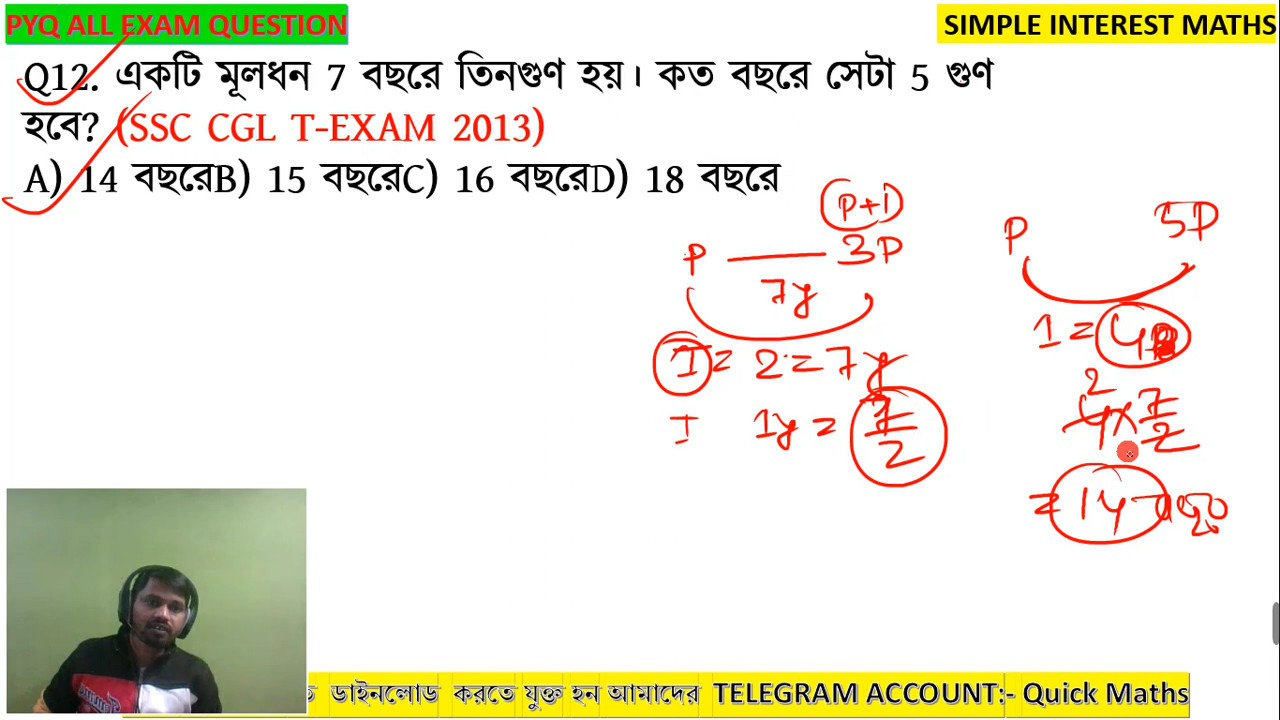 PYQ ALL EXAM QUESTION
SIMPLE INTEREST MATHS
Q12. একটি মূলধন 7 বছরে তিনগুণ হয়। কত বছরে সেটা 5 গুণ
হবে? (SSC CGL T-EXAM 2013)
A) 14 বছরেB) 15 বছরেC) 16 বছরেD) 18 বছরে
P+I
P 3P
7y
I = 2 = 7y
I 1y = 7/2
P 5P
I = 4P
2
4 × 7/2
= 14 বছর
ডাইনলোড করতে যুক্ত হন আমাদের TELEGRAM ACCOUNT:- Quick Maths